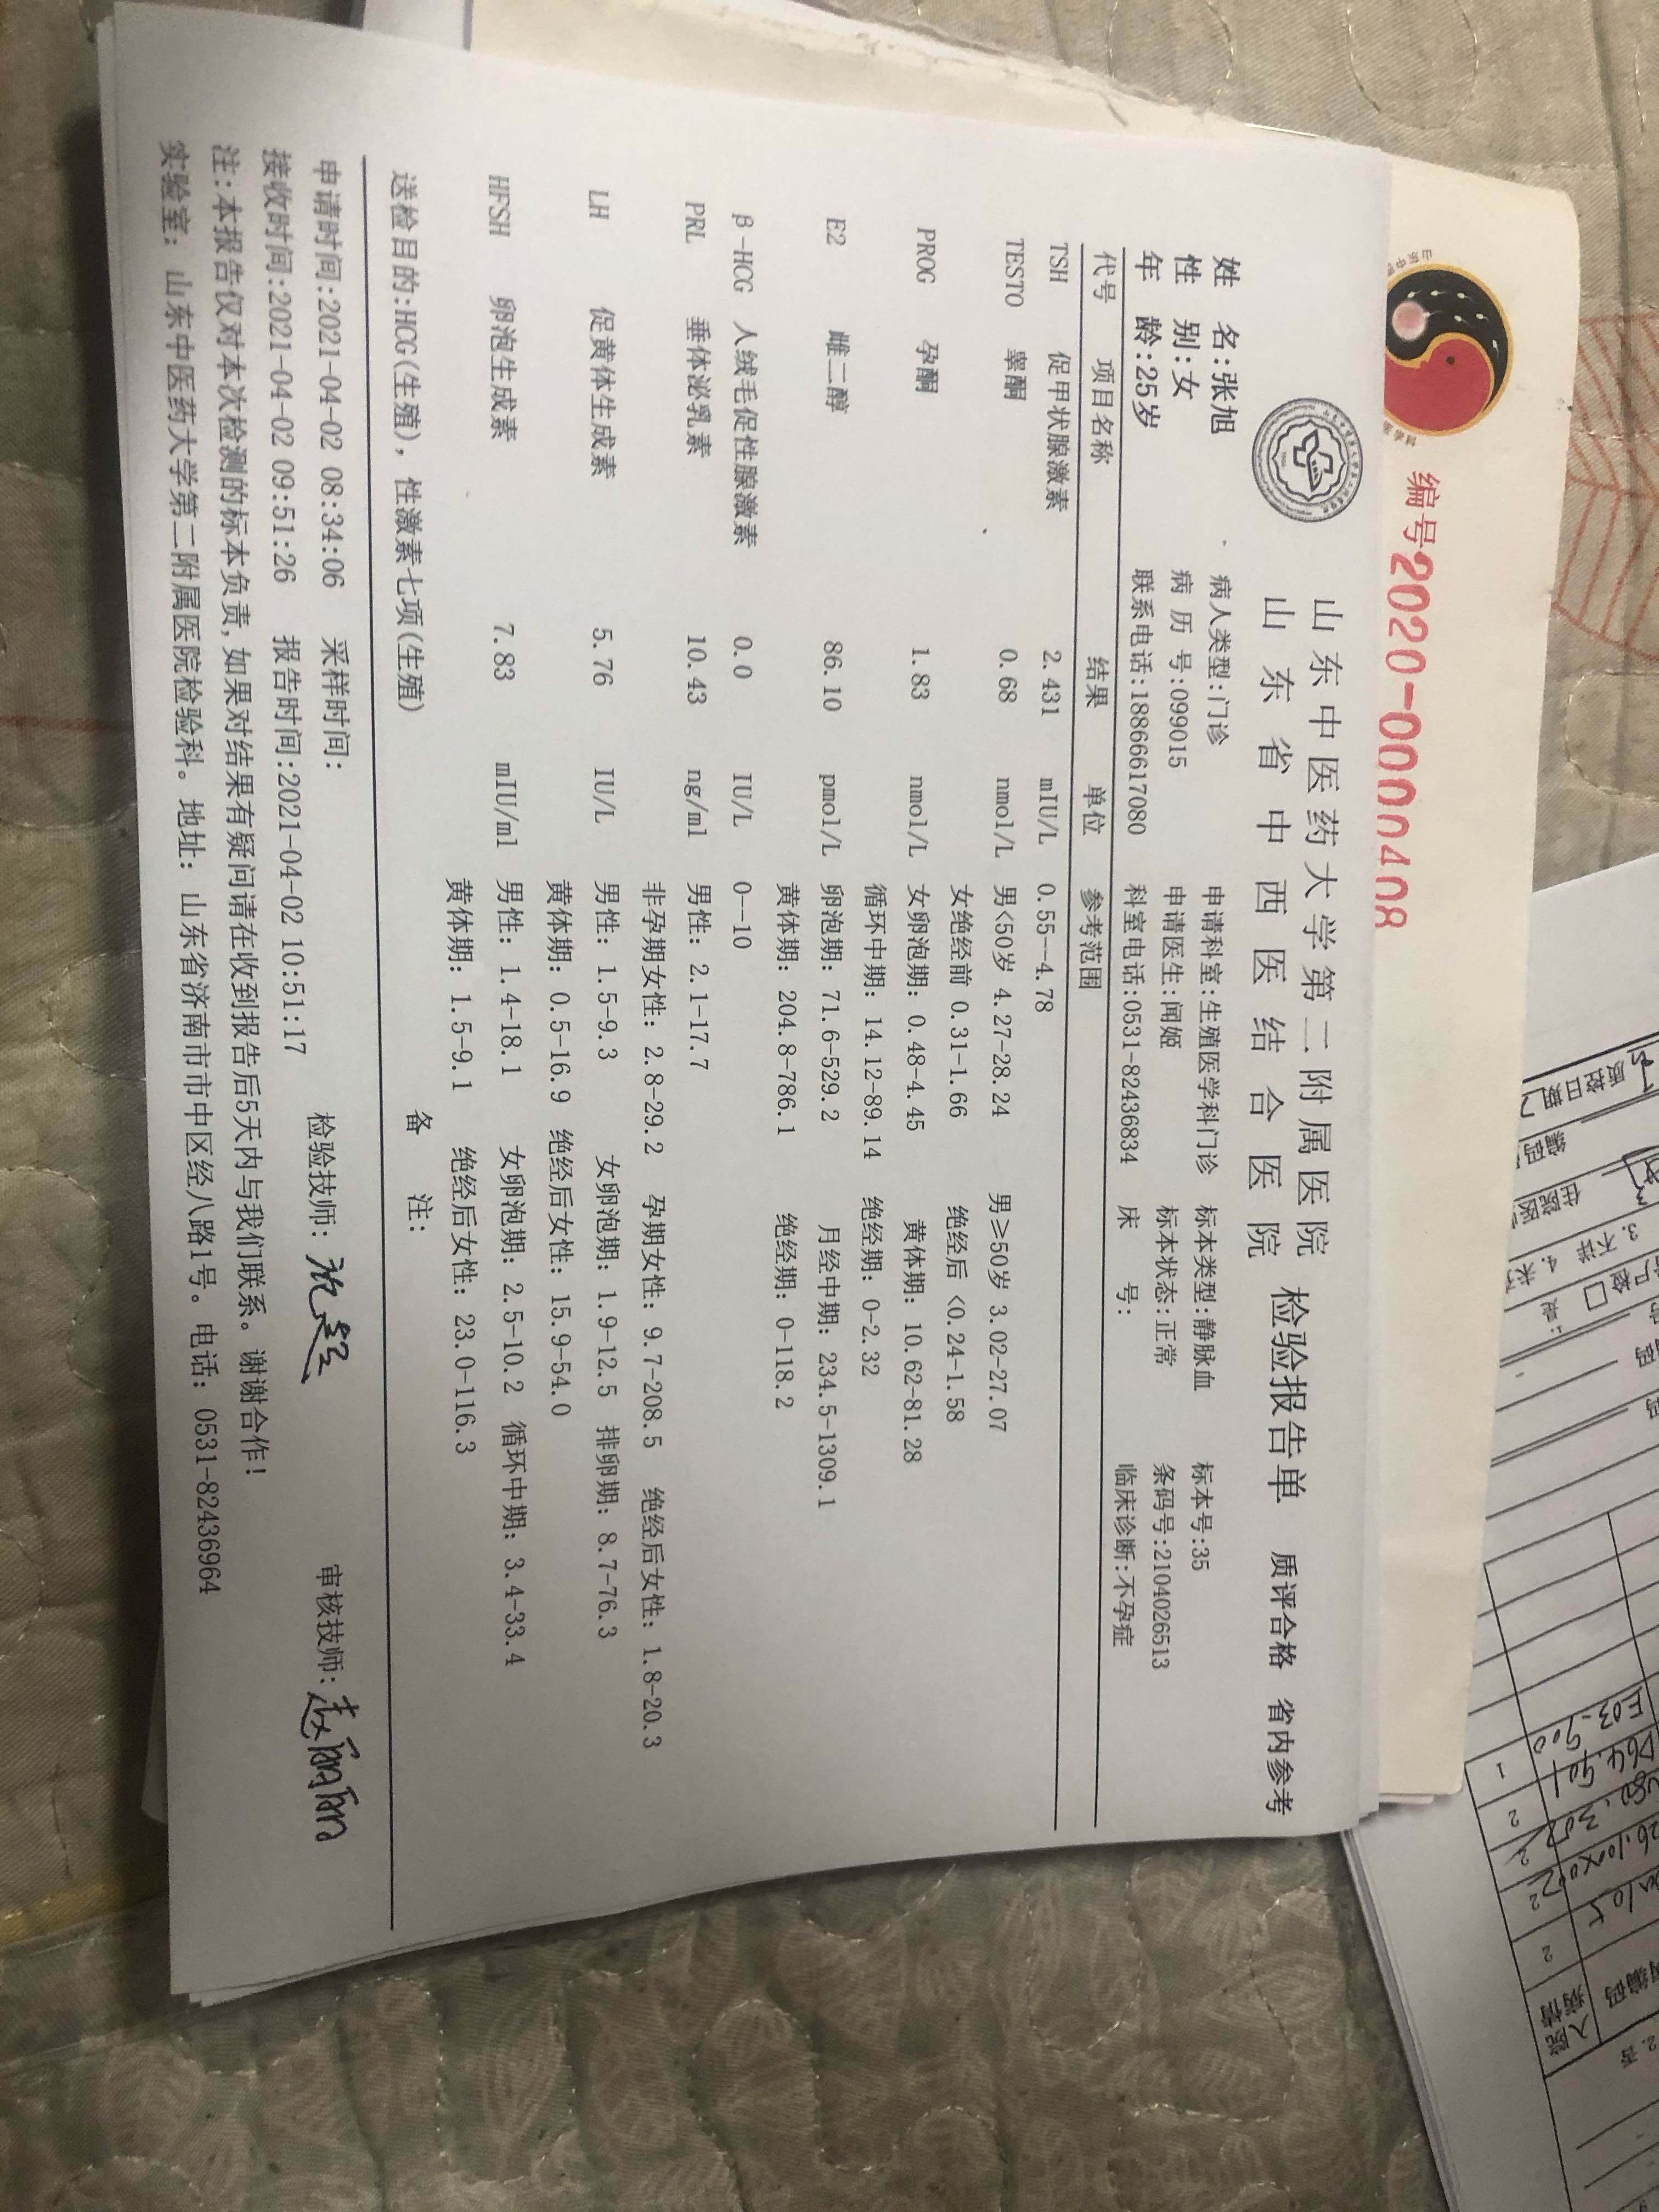 编号2020-0000408
山东中医药大学第二附属医院
山东省中西医结合医院
检验报告单 质评合格 省内参考
姓 名:张旭 病人类型:门诊 申请科室:生殖医学科门诊 标本类型:静脉血 标本号:35
性 别:女 病 历 号:099015 申请医生:闻姬 标本状态:正常 条码号:2104026513
年 龄:25岁 联系电话:18866617080 科室电话:0531-82436834 床 号: 临床诊断:不孕症
代号 项目名称 结果 单位 参考范围
TSH 促甲状腺激素 2.431 mIU/L 0.55--4.78
TESTO 睾酮 0.68 nmol/L 男<50岁 4.27-28.24 男≥50岁 3.02-27.07
女绝经前 0.31-1.66 绝经后 <0.24-1.58
PROG 孕酮 1.83 nmol/L 女卵泡期: 0.48-4.45 黄体期: 10.62-81.28
循环中期: 14.12-89.14 绝经期: 0-2.32
E2 雌二醇 86.10 pmol/L 卵泡期: 71.6-529.2 月经中期: 234.5-1309.1
黄体期: 204.8-786.1 绝经期: 0-118.2
β-HCG 人绒毛促性腺激素 0.0 IU/L 0--10
PRL 垂体泌乳素 10.43 ng/ml 男性: 2.1-17.7
非孕期女性: 2.8-29.2 孕期女性: 9.7-208.5 绝经后女性: 1.8-20.3
LH 促黄体生成素 5.76 IU/L 男性: 1.5-9.3 女卵泡期: 1.9-12.5 排卵期: 8.7-76.3
黄体期: 0.5-16.9 绝经后女性: 15.9-54.0
HFSH 卵泡生成素 7.83 mIU/ml 男性: 1.4-18.1 女卵泡期: 2.5-10.2 循环中期: 3.4-33.4
黄体期: 1.5-9.1 绝经后女性: 23.0-116.3
送检目的:HCG(生殖), 性激素七项(生殖) 备 注:
申请时间:2021-04-02 08:34:06 采样时间: 检验技师: 审核技师:
接收时间:2021-04-02 09:51:26 报告时间:2021-04-02 10:51:17
注:本报告仅对本次检测的标本负责,如果对结果有疑问请在收到报告后5天内与我们联系。谢谢合作!
实验室: 山东中医药大学第二附属医院检验科。地址: 山东省济南市市中区经八路1号。电话: 0531-82436964